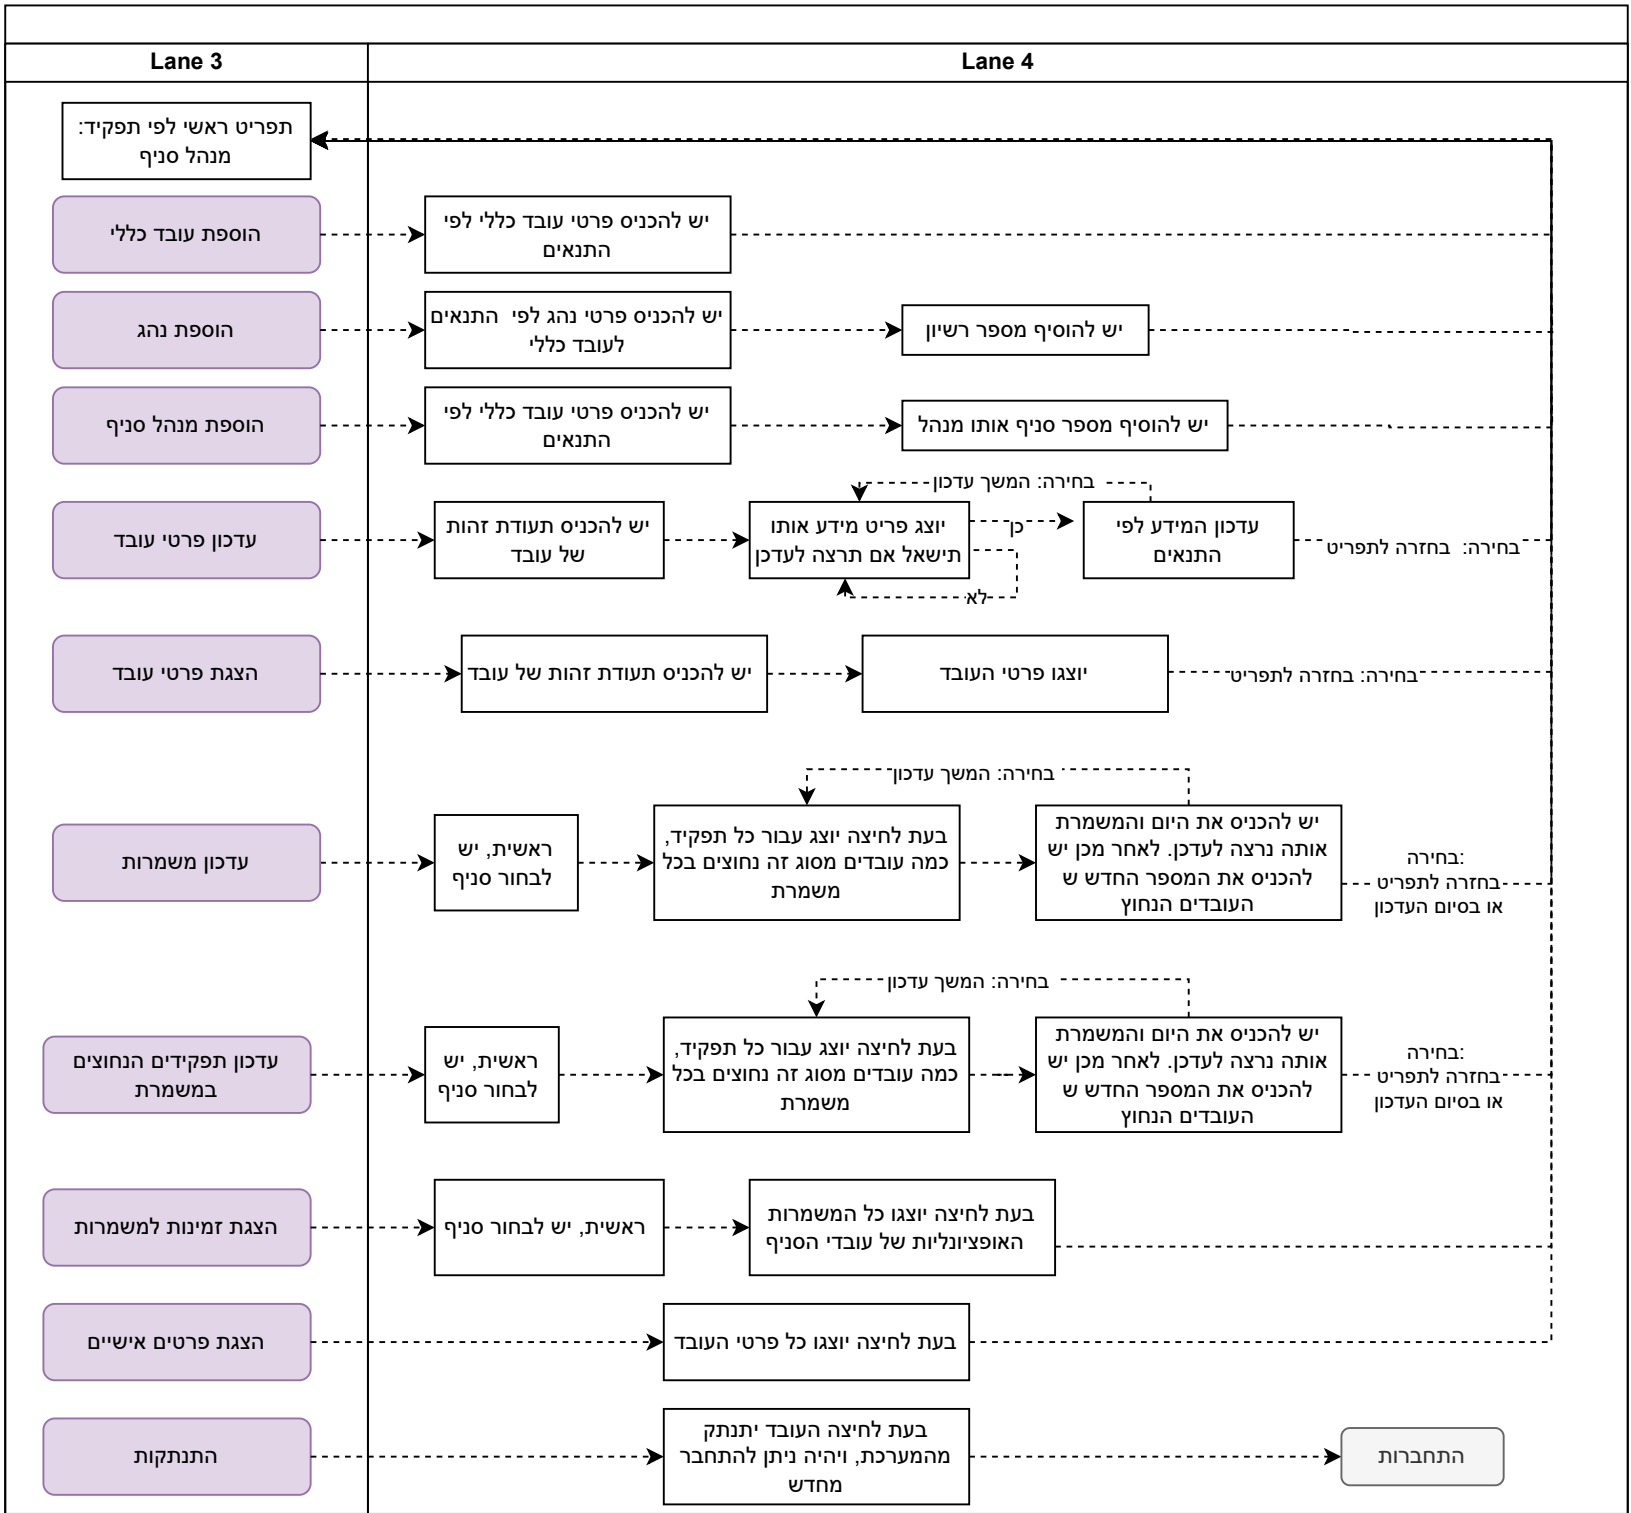 Lane 3
Lane 4
תפריט ראשי לפי תפקיד:
מנהל סניף
הוספת עובד כללי
יש להכניס פרטי עובד כללי לפי
התנאים
הוספת נהג
יש להכניס פרטי נהג לפי  התנאים
לעובד כללי
יש להוסיף מספר רשיון
הוספת מנהל סניף
יש להכניס פרטי עובד כללי לפי
התנאים
יש להוסיף מספר סניף אותו מנהל
עדכון פרטי עובד
יש להכניס תעודת זהות
של עובד
יוצג פריט מידע אותו
תישאל אם תרצה לעדכן
כן
לא
בחירה: המשך עדכון
עדכון המידע לפי
התנאים
בחירה:  בחזרה לתפריט
הצגת פרטי עובד
יש להכניס תעודת זהות של עובד
יוצגו פרטי העובד
בחירה: בחזרה לתפריט
עדכון משמרות
ראשית, יש
לבחור סניף
בעת לחיצה יוצג עבור כל תפקיד,
כמה עובדים מסוג זה נחוצים בכל
משמרת
בחירה: המשך עדכון
יש להכניס את היום והמשמרת
אותה נרצה לעדכן. לאחר מכן יש
להכניס את המספר החדש ש
העובדים הנחוץ
בחירה:
בחזרה לתפריט
או בסיום העדכון
עדכון תפקידים הנחוצים
במשמרת
ראשית, יש
לבחור סניף
בעת לחיצה יוצג עבור כל תפקיד,
כמה עובדים מסוג זה נחוצים בכל
משמרת
בחירה: המשך עדכון
יש להכניס את היום והמשמרת
אותה נרצה לעדכן. לאחר מכן יש
להכניס את המספר החדש ש
העובדים הנחוץ
בחירה:
בחזרה לתפריט
או בסיום העדכון
הצגת זמינות למשמרות
ראשית, יש לבחור סניף
בעת לחיצה יוצגו כל המשמרות
האופציונליות של עובדי הסניף
הצגת פרטים אישיים
בעת לחיצה יוצגו כל פרטי העובד
התנתקות
בעת לחיצה העובד יתנתק
מהמערכת, ויהיה ניתן להתחבר
מחדש
התחברות